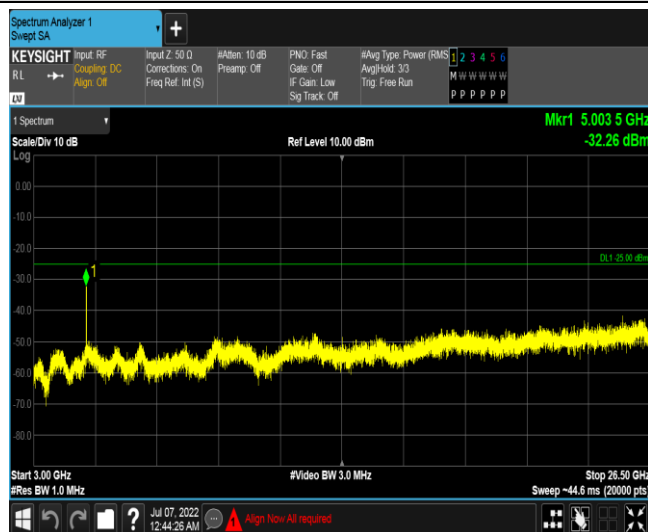 Spectrum Analyzer 1
Swept SA
+
KEYSIGHT
RL
LXI
Input: RF
Coupling: DC
Align: Off
Input Z: 50 Ω
Corrections: On
Freq Ref: Int (S)
#Atten: 10 dB
Preamp: Off
PNO: Fast
Gate: Off
IF Gain: Low
Sig Track: Off
#Avg Type: Power (RMS
Avg|Hold: 3/3
Trig: Free Run
1 2 3 4 5 6
M W W W W W
P P P P P P
1 Spectrum
Scale/Div 10 dB
Log
Ref Level 10.00 dBm
Mkr1 5.003 5 GHz
-32.26 dBm
0.00
-10.0
-20.0
DL1 -25.00 dBm
1
-30.0
-40.0
-50.0
-60.0
-70.0
-80.0
Start 3.00 GHz
#Res BW 1.0 MHz
#Video BW 3.0 MHz
Stop 26.50 GHz
Sweep ~44.6 ms (20000 pts)
?
Jul 07, 2022
12:44:26 AM
Align Now All required